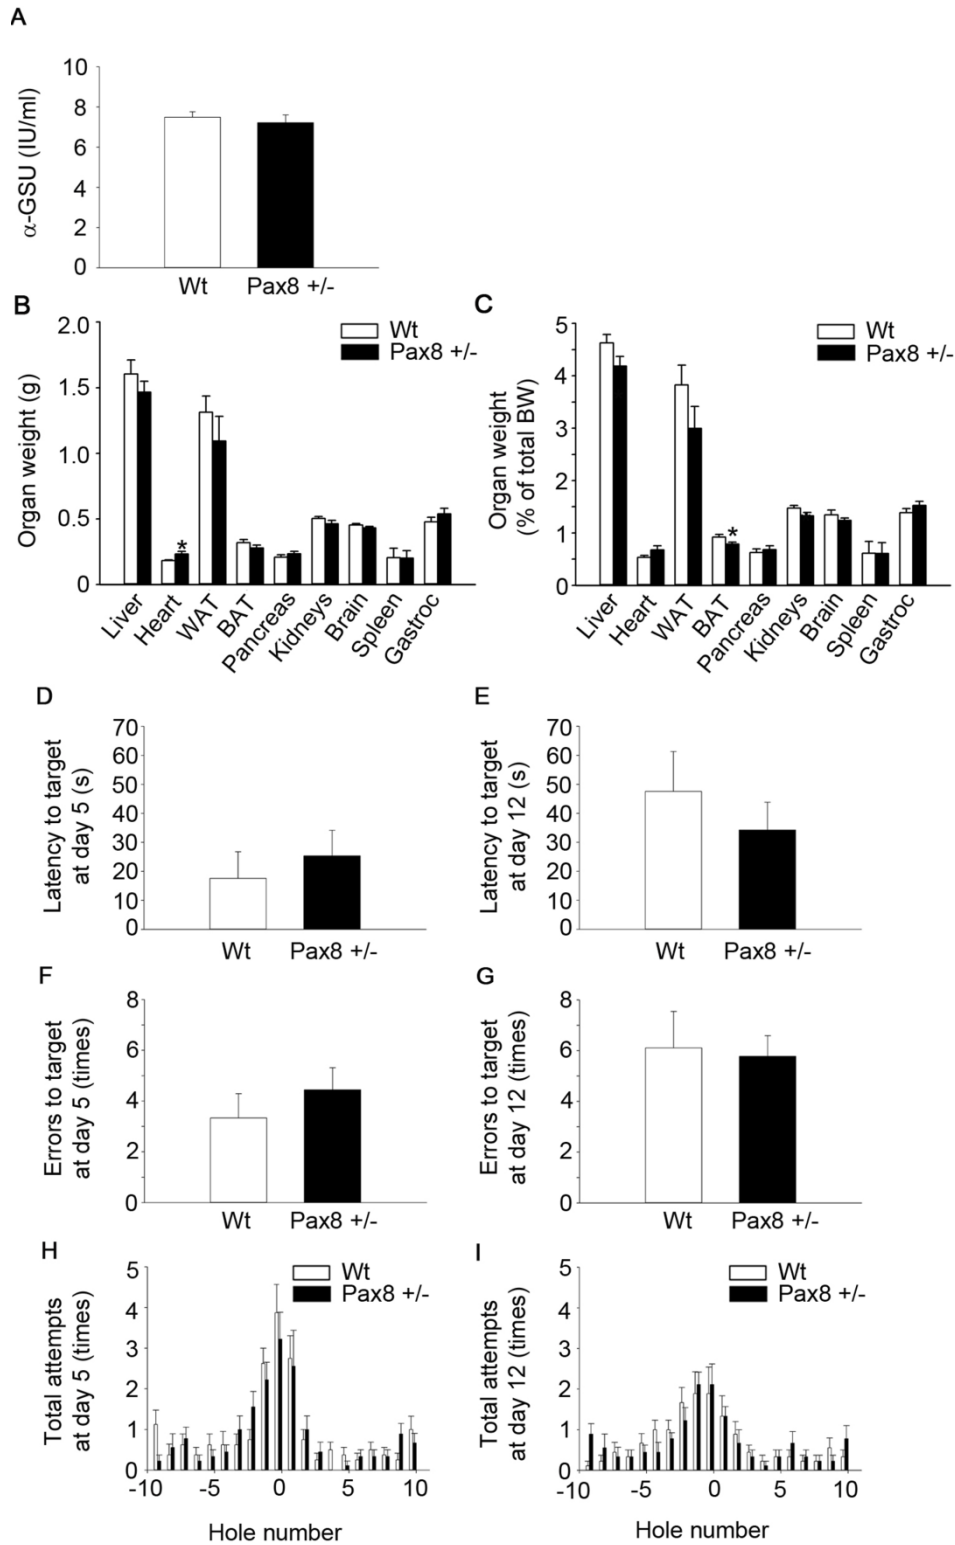 A
α-GSU (IU/ml)
10
8
6
4
2
0
Wt
Pax8 +/-
B
Organ weight (g)
2.0
1.5
1.0
0.5
0
Wt
Pax8 +/-
*
Liver
Heart
WAT
BAT
Pancreas
Kidneys
Brain
Spleen
Gastroc
C
Organ weight
(% of total BW)
5
4
3
2
1
0
Wt
Pax8 +/-
*
Liver
Heart
WAT
BAT
Pancreas
Kidneys
Brain
Spleen
Gastroc
D
Latency to target
at day 5 (s)
70
60
50
40
30
20
10
0
Wt
Pax8 +/-
E
Latency to target
at day 12 (s)
70
60
50
40
30
20
10
0
Wt
Pax8 +/-
F
Errors to target
at day 5 (times)
8
6
4
2
0
Wt
Pax8 +/-
G
Errors to target
at day 12 (times)
8
6
4
2
0
Wt
Pax8 +/-
H
Total attempts
at day 5 (times)
5
4
3
2
1
0
Wt
Pax8 +/-
-10
-5
0
5
10
Hole number
I
Total attempts
at day 12 (times)
5
4
3
2
1
0
Wt
Pax8 +/-
-10
-5
0
5
10
Hole number